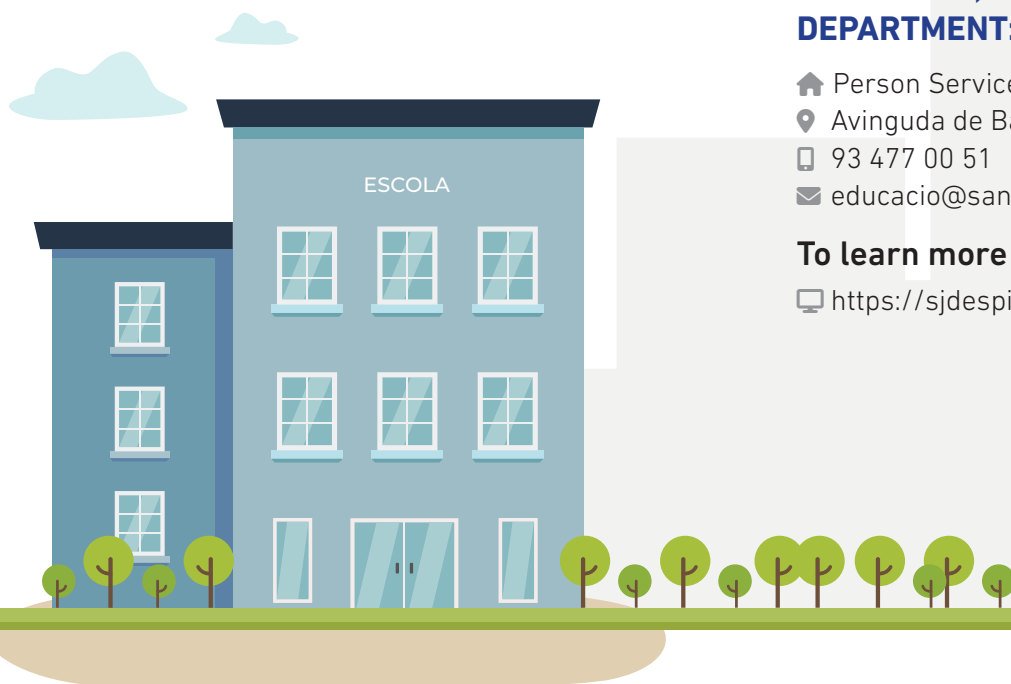 ESCOLA
DEPARTMENT:
Person Service
Avinguda de Ba
93 477 00 51
educacio@san
To learn more
https://sjdespi